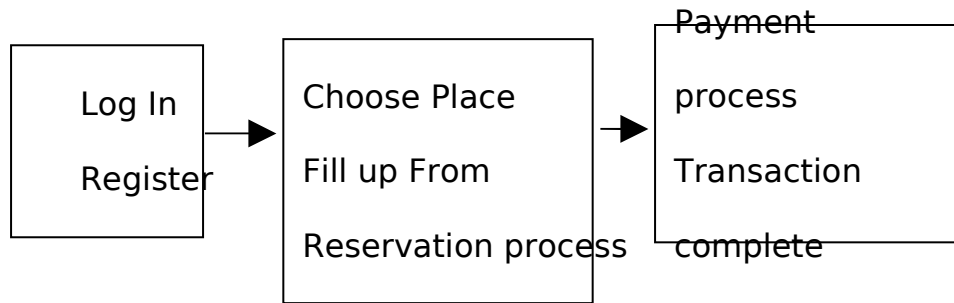 Log In
Register
Choose Place
Fill up From
Reservation process
Payment
process
Transaction
complete